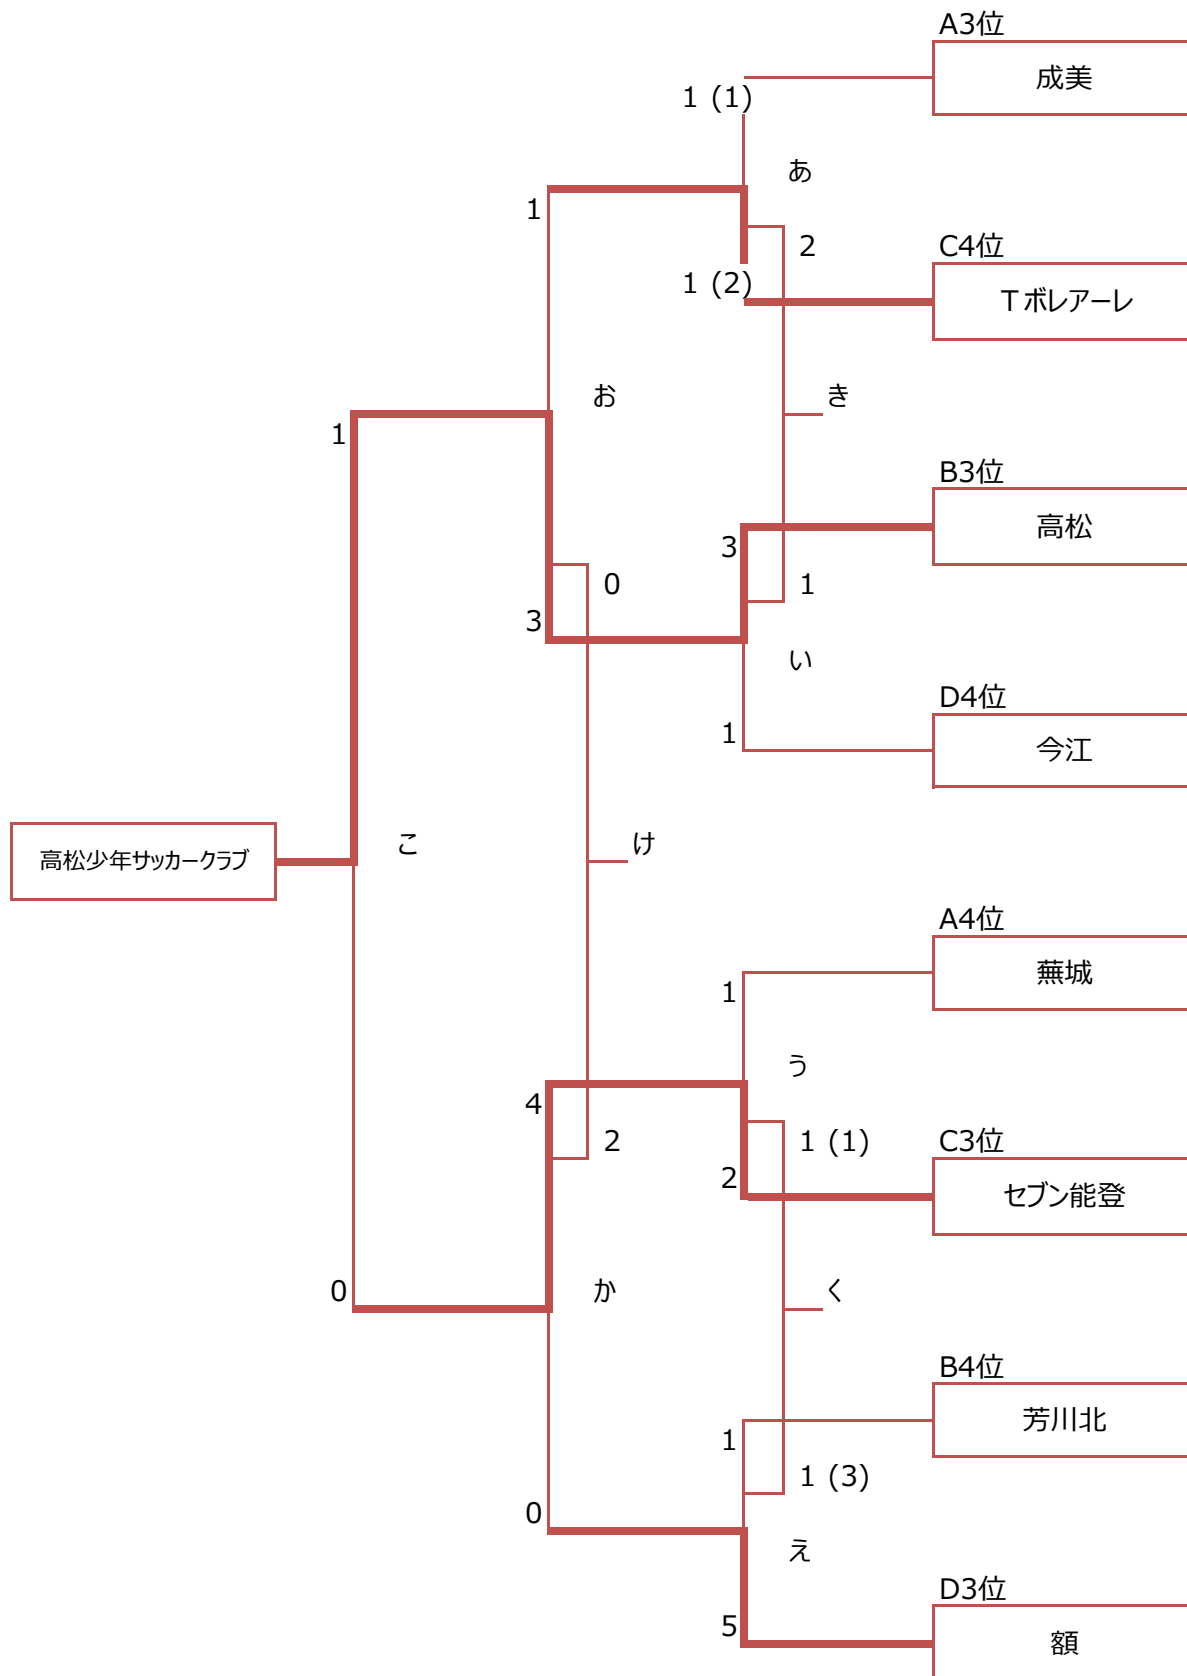 A3位
成美
1 (1)
あ
1
2
C4位
1 (2)
Tボレアーレ
お
き
1
B3位
高松
3
0
1
3
い
D4位
1
今江
こ
け
高松少年サッカークラブ
A4位
蕪城
1
う
4
2
1 (1)
C3位
2
セブン能登
0
か
く
B4位
芳川北
1
1 (3)
0
え
D3位
5
額